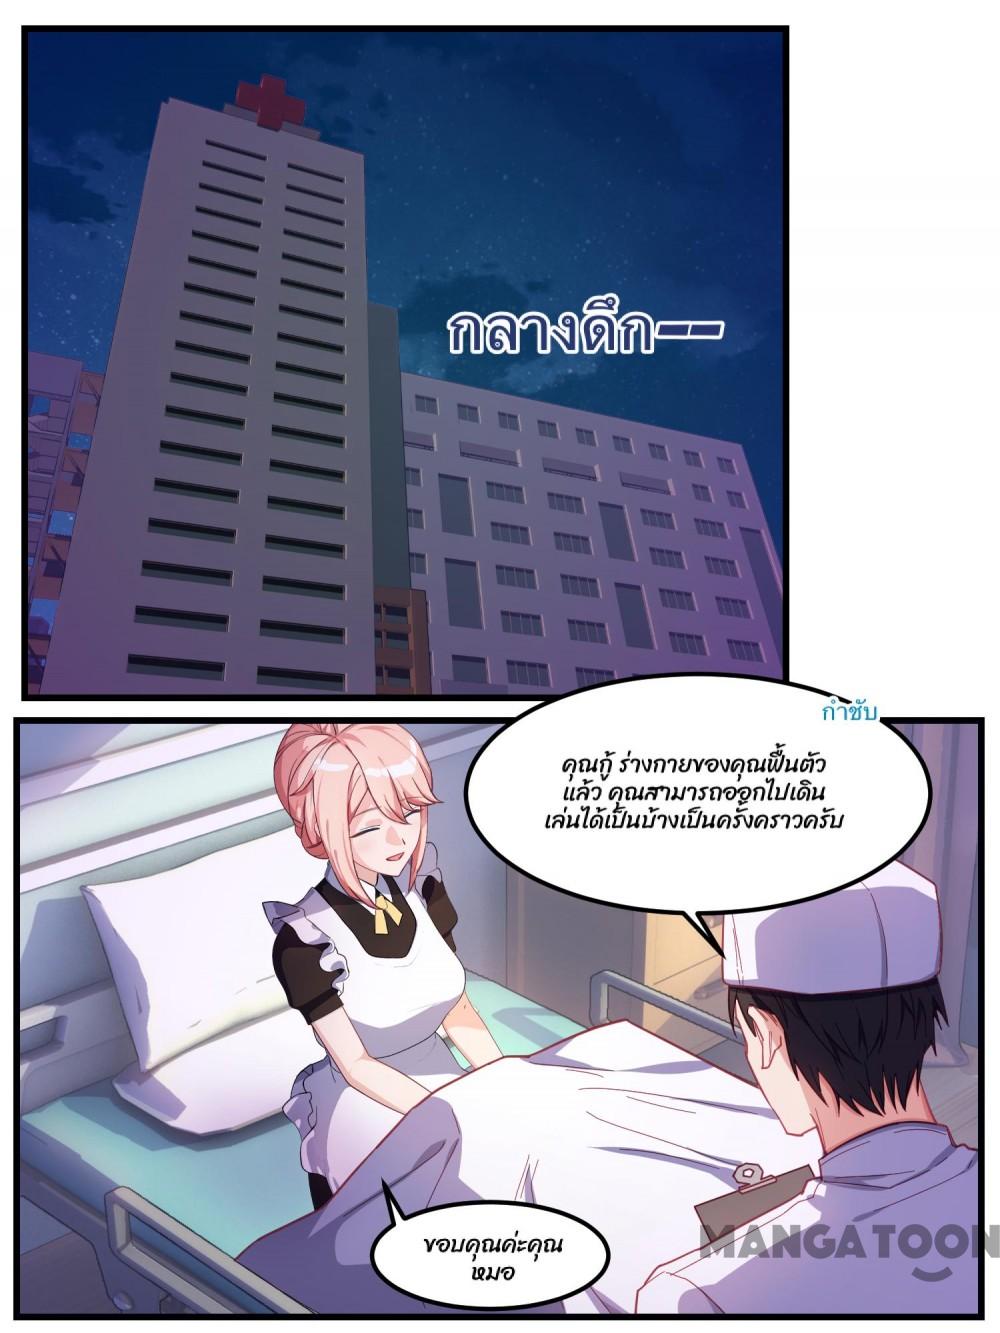 กลางดึก--
กำชับ
คุณกู้ ร่างกายของคุณฟื้นตัว
แล้ว คุณสามารถออกไปเดิน
เล่นได้เป็นบ้างเป็นครั้งคราวครับ
ขอบคุณค่ะคุณ
หมอ
MANGATOON